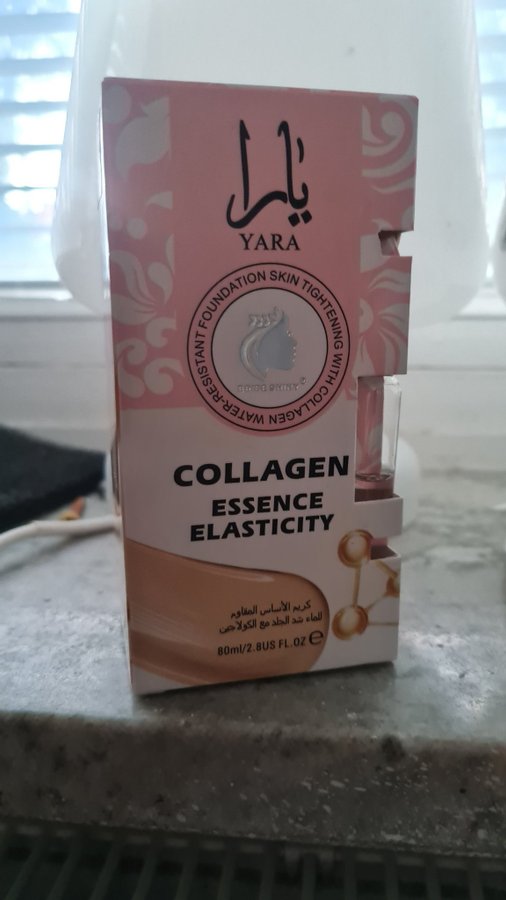 يارا
YARA
WATER-RESISTANT FOUNDATION SKIN TIGHTENING WITH COLLAGEN
COLLAGEN
ESSENCE
ELASTICITY
كريم الأساس المقاوم
للماء شد الجلد مع الكولاجين
80ml/2.8US FL.OZ ℮